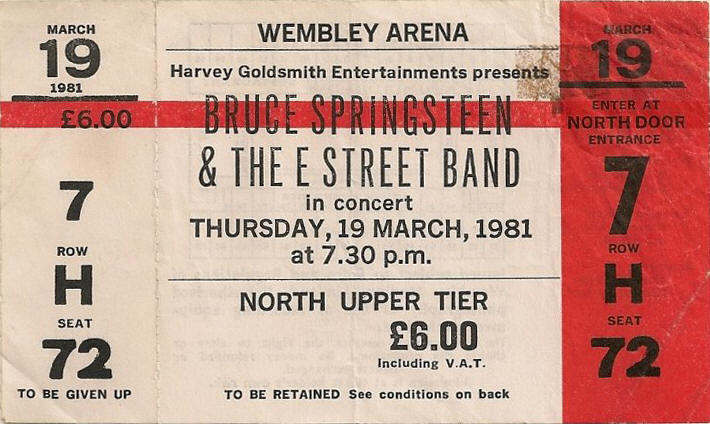 MARCH
19
1981
£6.00
7
ROW
H
SEAT
72
TO BE GIVEN UP
WEMBLEY ARENA
Harvey Goldsmith Entertainments presents
BRUCE SPRINGSTEEN
& THE E STREET BAND
in concert
THURSDAY, 19 MARCH, 1981
at 7.30 p.m.
NORTH UPPER TIER
£6.00
Including V.A.T.
TO BE RETAINED See conditions on back
MARCH
19
ENTER AT
NORTH DOOR
ENTRANCE
7
ROW
H
SEAT
72